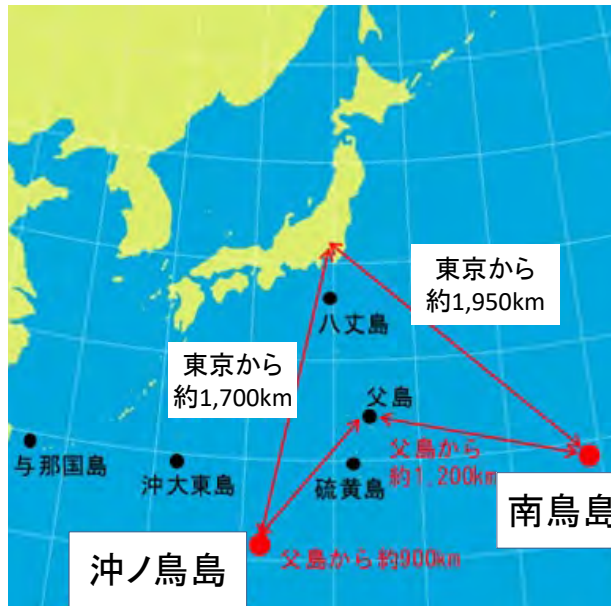 東京から
約1,950km
八丈島
東京から
約1,700km
父島
父島から
約1,200km
与那国島
沖大東島
硫黄島
南鳥島
沖ノ鳥島
父島から約900km